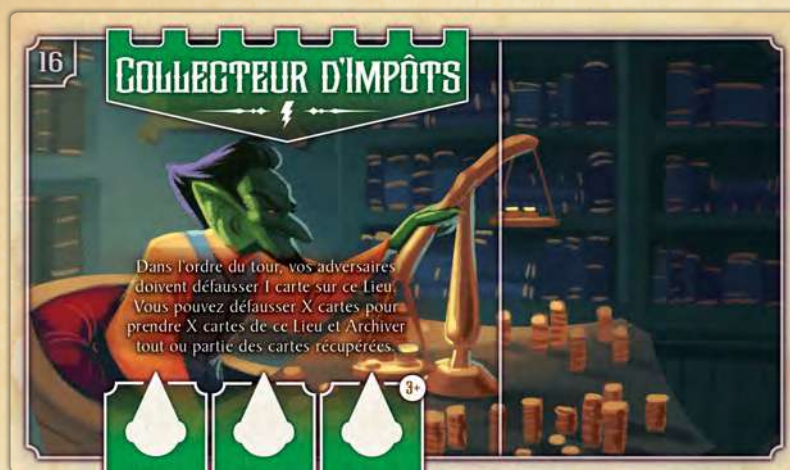 16
COLLECTEUR D'IMPÔTS
Dans l'ordre du tour, vos adversaires
doivent défausser 1 carte sur ce Lieu.
Vous pouvez défausser X cartes pour
prendre X cartes de ce Lieu et Archiver
tout ou partie des cartes récupérées.
3+